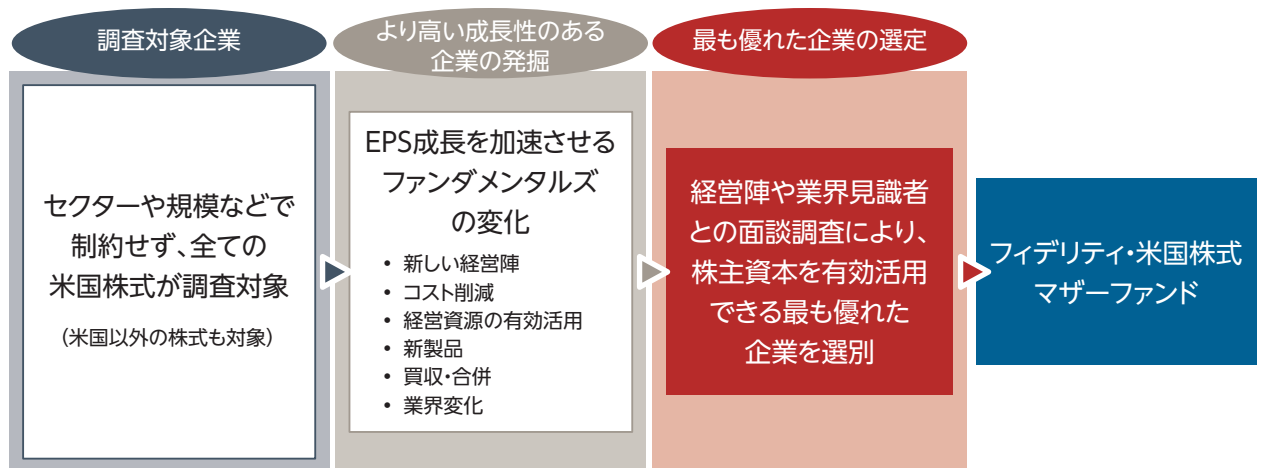 調査対象企業
セクターや規模などで
制約せず、全ての
米国株式が調査対象
（米国以外の株式も対象）
より高い成長性のある
企業の発掘
EPS成長を加速させる
ファンダメンタルズ
の変化
• 新しい経営陣
• コスト削減
• 経営資源の有効活用
• 新製品
• 買収・合併
• 業界変化
最も優れた企業の選定
経営陣や業界見識者
との面談調査により、
株主資本を有効活用
できる最も優れた
企業を選別
フィデリティ・米国株式
マザーファンド